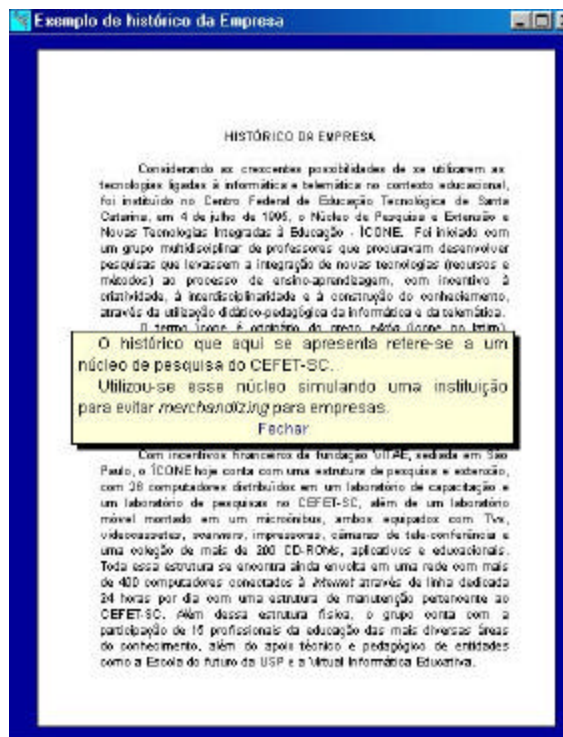 Exemplo de histórico da Empresa
HISTÓRICO DA EMPRESA
Considerando as crescentes possibilidades de se utilizarem as
tecnologias ligadas à informática e telemática no contexto educacional,
foi instituído no Centro Federal de Educação Tecnológica de Santa
Catarina, em 4 de julho de 1995, o Núcleo de Pesquisa e Extensão e
Novas Tecnologias Integradas à Educação - ÍCONE. Foi iniciado com
um grupo multidisciplinar de professores que procuravam desenvolver
pesquisas que levassem a integração de novas tecnologias (recursos e
métodos) ao processo de ensino-aprendizagem, com incentivo à
criatividade, à interdisciplinaridade e à construção do conhecimento,
através da utilização didático-pedagógica da informática e da telemática.
O termo ícone é originário do grego
O histórico que aqui se apresenta refere-se a um
núcleo de pesquisa do CEFET-SC.
Utilizou-se esse núcleo simulando uma instituição
para evitar merchandizing para empresas.
Fechar
Com incentivos financeiros da fundação VITAE, sediada em São
Paulo, o ÍCONE hoje conta com uma estrutura de pesquisa e extensão,
com 28 computadores distribuídos em um laboratório de capacitação e
um laboratório de pesquisas no CEFET-SC, além de um laboratório
móvel montado em um microônibus, ambos equipados com Tvs,
videocassetes, scanners, impressoras, câmaras de tele-conferência e
uma coleção de mais de 200 CD-ROMs, aplicativos e educacionais.
Toda essa estrutura se encontra ainda envolta em uma rede com mais
de 400 computadores conectados à Internet através de linha dedicada
24 horas por dia com uma estrutura de manutenção pertencente ao
CEFET-SC. Além dessa estrutura física, o grupo conta com a
participação de 15 profissionais da educação das mais diversas áreas
do conhecimento, além do apoio técnico e pedagógico de entidades
como a Escola do futuro da USP e a Virtual Informática Educativa.